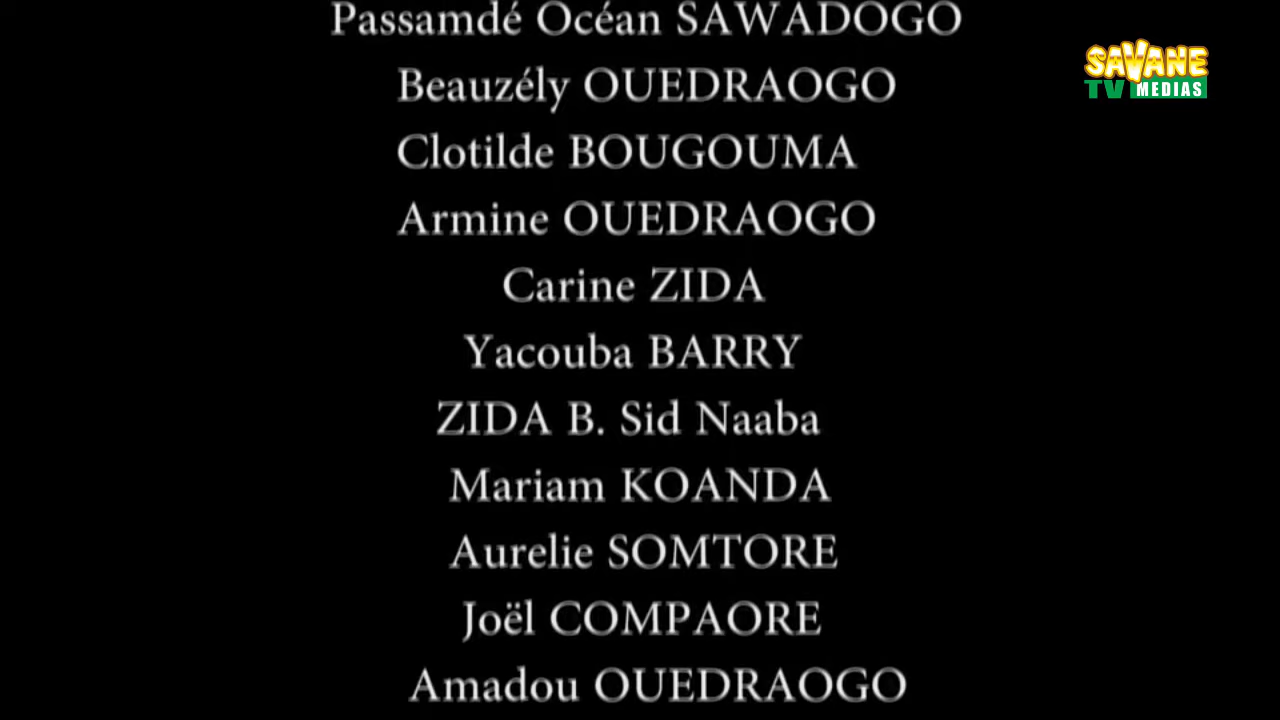 Passamdé Océan SAWADOGO
Beauzély OUEDRAOGO
Clotilde BOUGOUMA
Armine OUEDRAOGO
Carine ZIDA
Yacouba BARRY
ZIDA B. Sid Naaba
Mariam KOANDA
Aurelie SOMTORE
Joël COMPAORE
Amadou OUEDRAOGO
SAVANE
TV MEDIAS